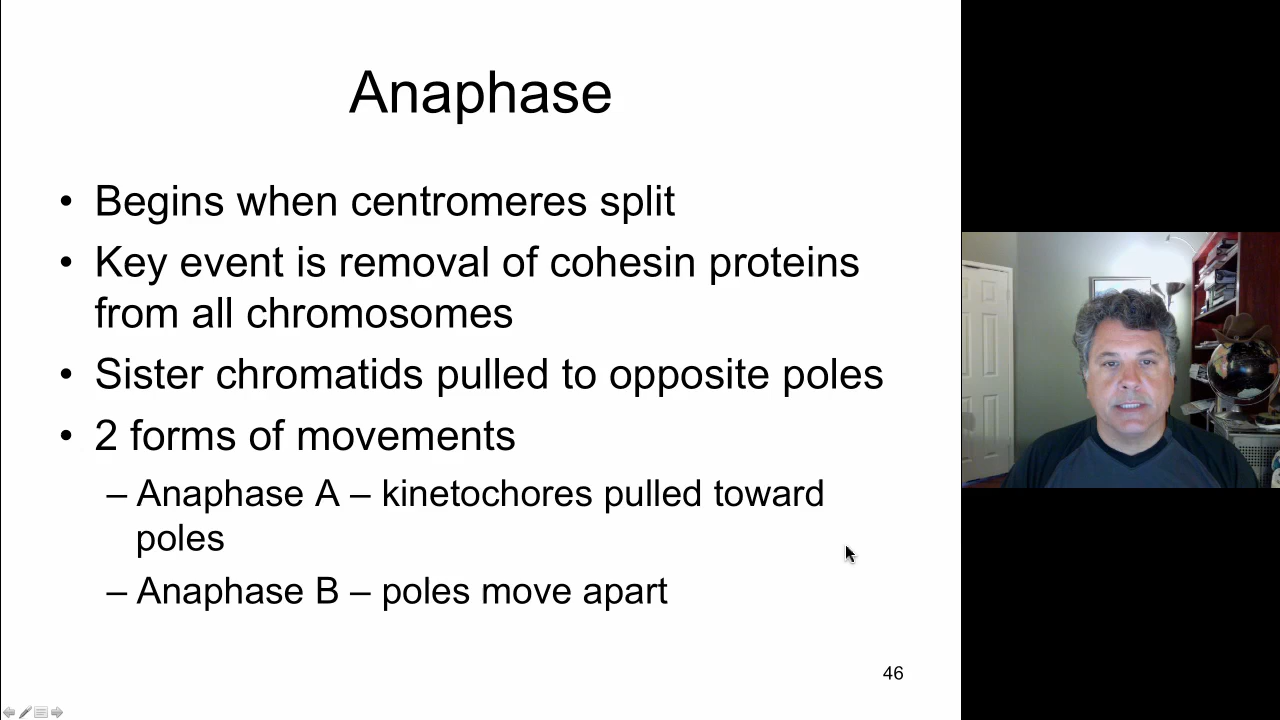 Anaphase
• Begins when centromeres split
• Key event is removal of cohesin proteins
from all chromosomes
• Sister chromatids pulled to opposite poles
• 2 forms of movements
– Anaphase A – kinetochores pulled toward
poles
– Anaphase B – poles move apart
46